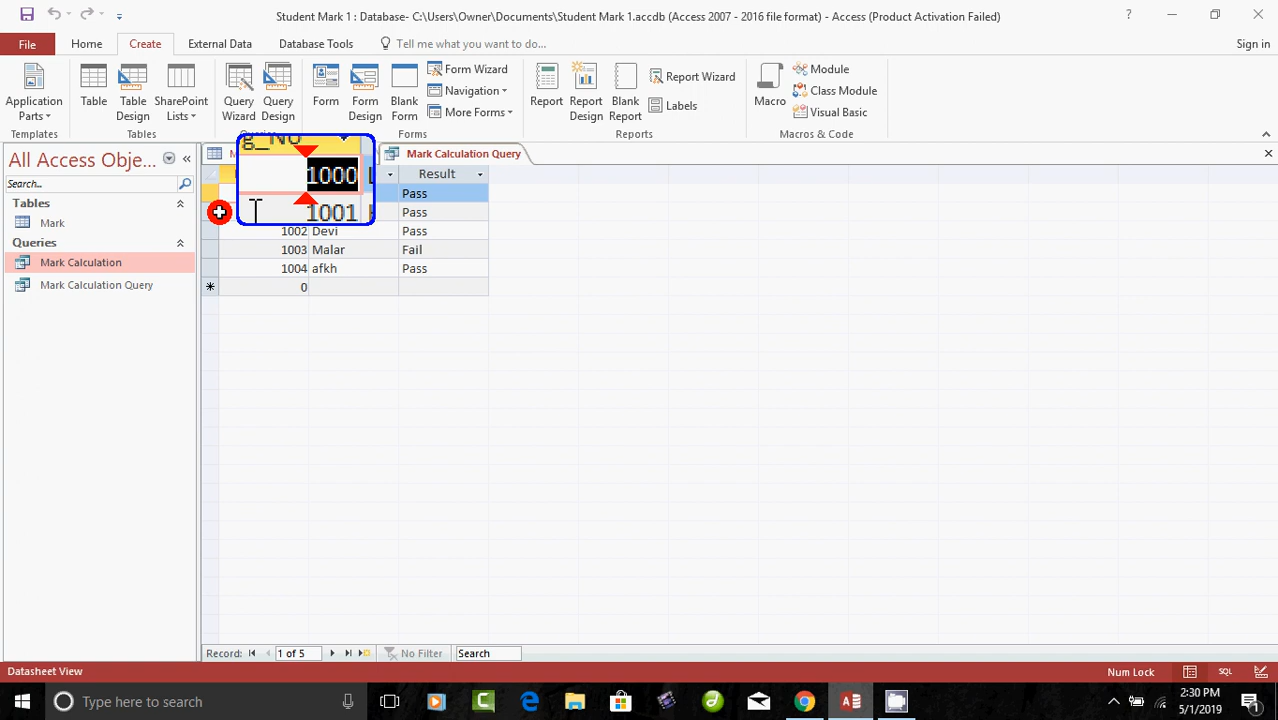 Student Mark 1 : Database- C:\Users\Owner\Documents\Student Mark 1.accdb (Access 2007 - 2016 file format) - Access (Product Activation Failed)
File Home Create External Data Database Tools Tell me what you want to do... Sign in
Application Parts
Table
Table Design
SharePoint Lists
Query Wizard
Query Design
Form
Form Design
Blank Form
Form Wizard
Navigation
More Forms
Report
Report Design
Blank Report
Report Wizard
Labels
Macro
Module
Class Module
Visual Basic
Templates Tables Forms Reports Macros & Code
All Access Obje...
Search...
Tables
Mark
Queries
Mark Calculation
Mark Calculation Query
Mark Calculation Query
g_No
Result
1000 Pass
1001 Pass
1002 Devi Pass
1003 Malar Fail
1004 afkh Pass
0
Record: 1 of 5 No Filter Search
Datasheet View Num Lock SQL
Type here to search
2:30 PM
5/1/2019
1